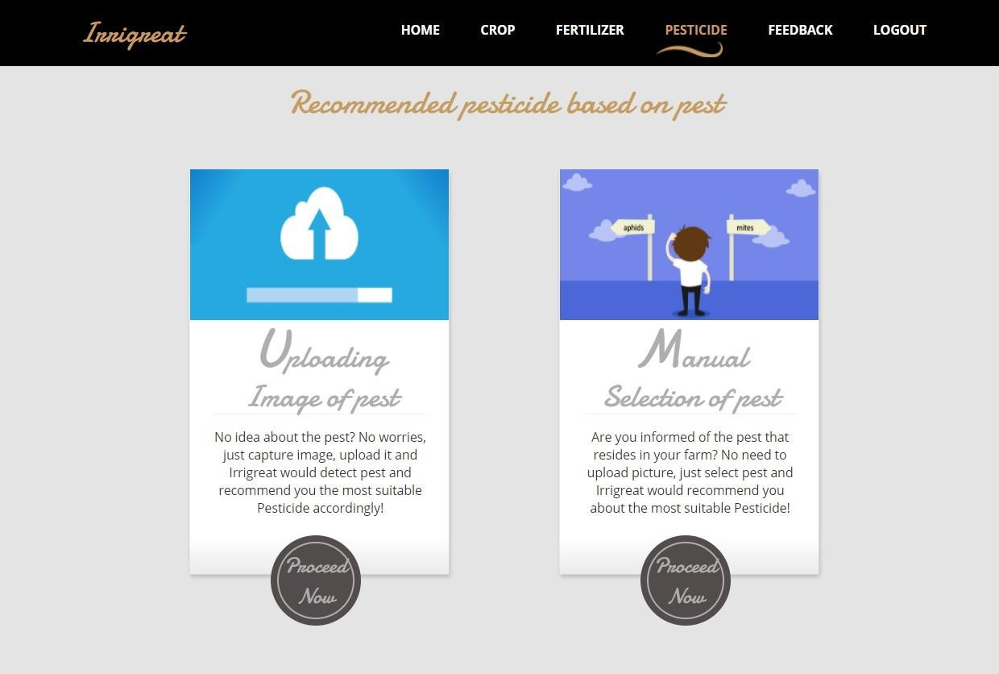 Irrigreat
HOME CROP FERTILIZER PESTICIDE FEEDBACK LOGOUT
Recommended pesticide based on pest
Uploading
Image of pest
No idea about the pest? No worries,
just capture image, upload it and
Irrigreat would detect pest and
recommend you the most suitable
Pesticide accordingly!
Proceed
Now
aphids
mites
Manual
Selection of pest
Are you informed of the pest that
resides in your farm? No need to
upload picture, just select pest and
Irrigreat would recommend you
about the most suitable Pesticide!
Proceed
Now